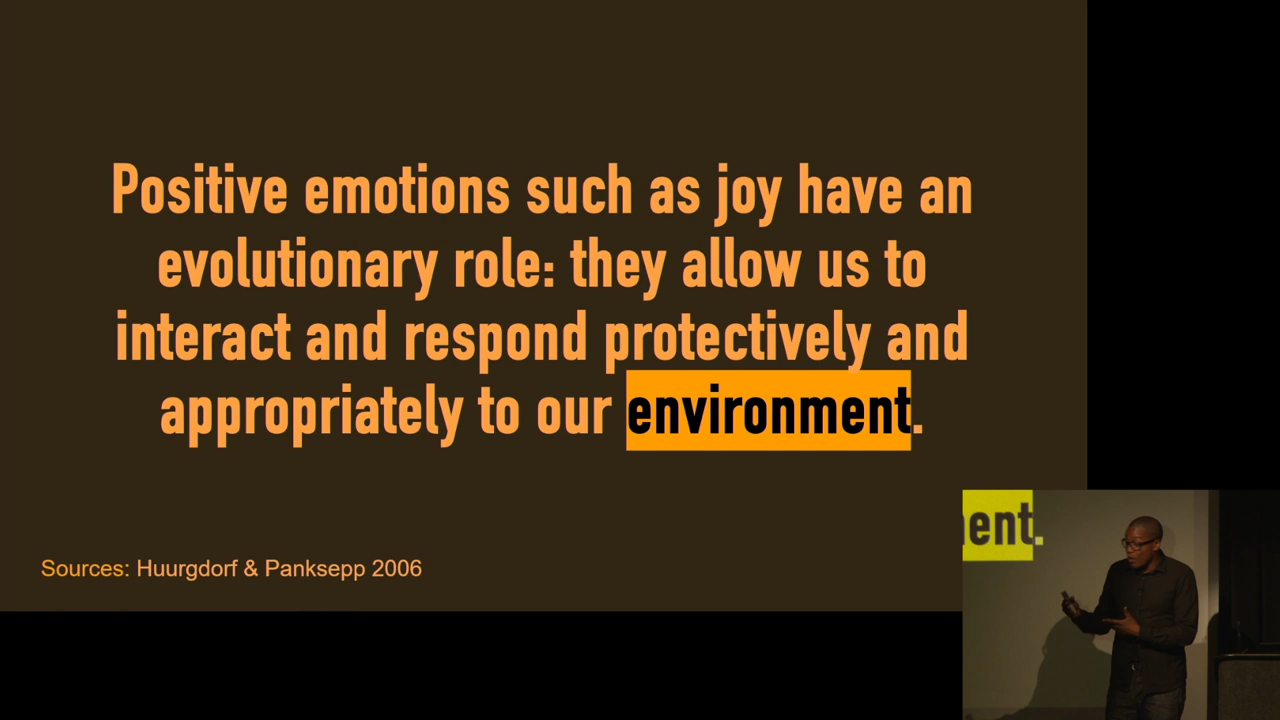 Positive emotions such as joy have an
evolutionary role: they allow us to
interact and respond protectively and
appropriately to our environment.
Sources: Huurgdorf & Panksepp 2006
ent.